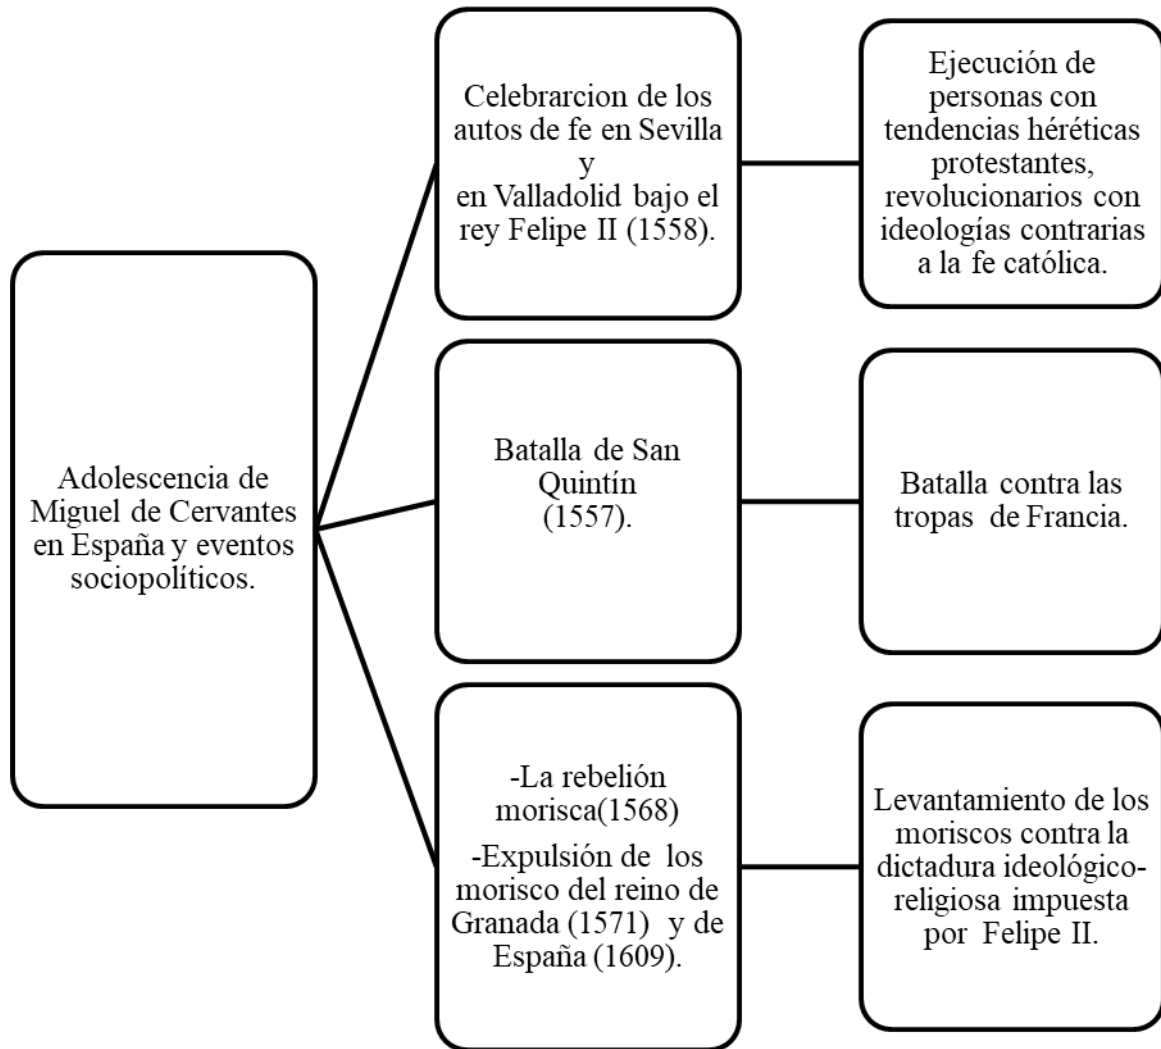 Adolescencia de
Miguel de Cervantes
en España y eventos
sociopolíticos.
Celebrarcion de los
autos de fe en Sevilla
y
en Valladolid bajo el
rey Felipe II (1558).
Ejecución de
personas con
tendencias héréticas
protestantes,
revolucionarios con
ideologías contrarias
a la fe católica.
Batalla de San
Quintín
(1557).
Batalla contra las
tropas de Francia.
-La rebelión
morisca(1568)
-Expulsión de los
morisco del reino de
Granada (1571) y de
España (1609).
Levantamiento de los
moriscos contra la
dictadura ideológico-
religiosa impuesta
por Felipe II.